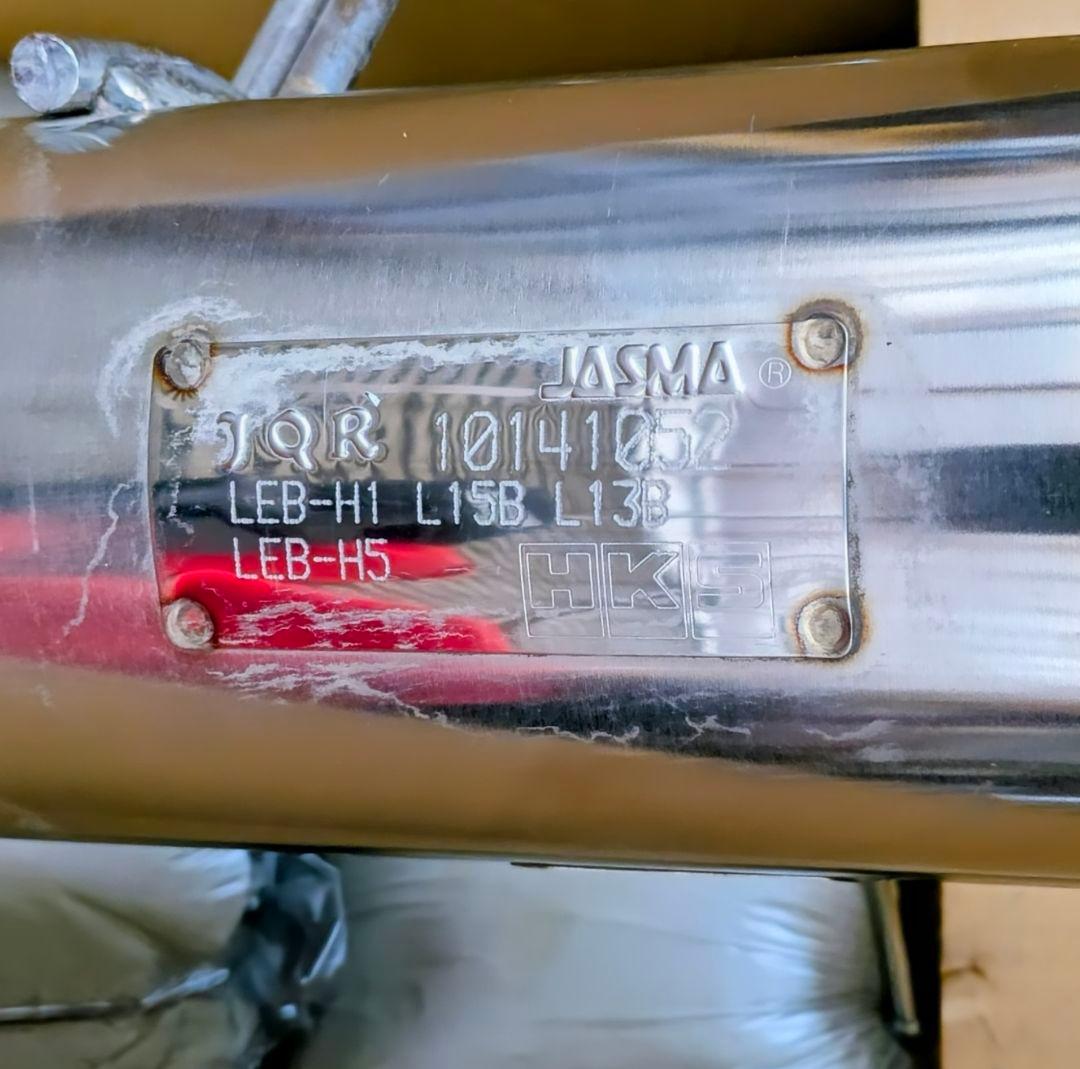 JASMA ®
JQR 10141052
LEB-H1 L15B L13B
LEB-H5
HKS